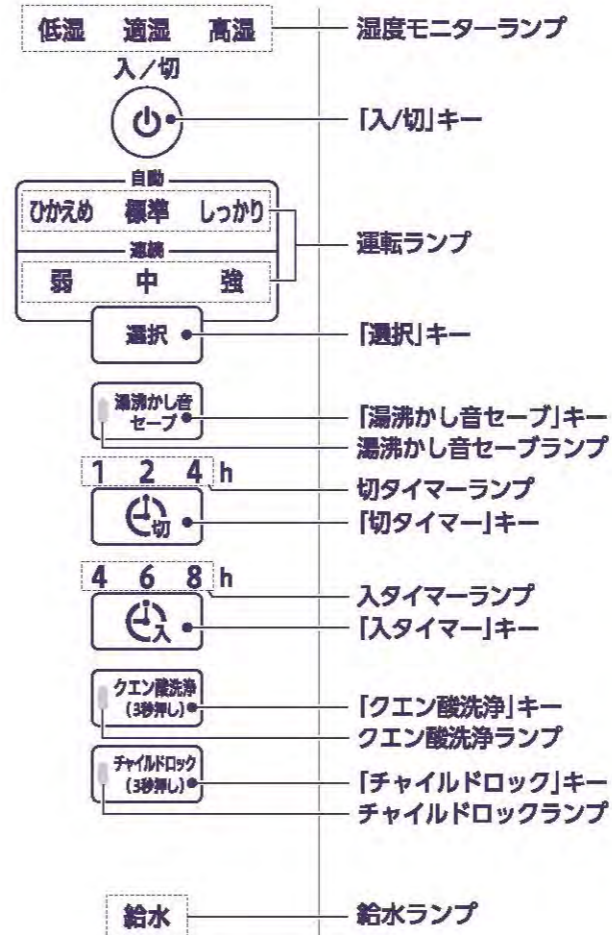 低湿 適湿 高湿 湿度モニターランプ
入／切
「入/切」キー
自動
ひかえめ 標準 しっかり
運転ランプ
連続
弱 中 強
選択 「選択」キー
湯沸かし音
セーブ 「湯沸かし音セーブ」キー
湯沸かし音セーブランプ
1 2 4 h 切タイマーランプ
切 「切タイマー」キー
4 6 8 h 入タイマーランプ
入 「入タイマー」キー
クエン酸洗浄
(3秒押し) 「クエン酸洗浄」キー
クエン酸洗浄ランプ
チャイルドロック
(3秒押し) 「チャイルドロック」キー
チャイルドロックランプ
給水 給水ランプ